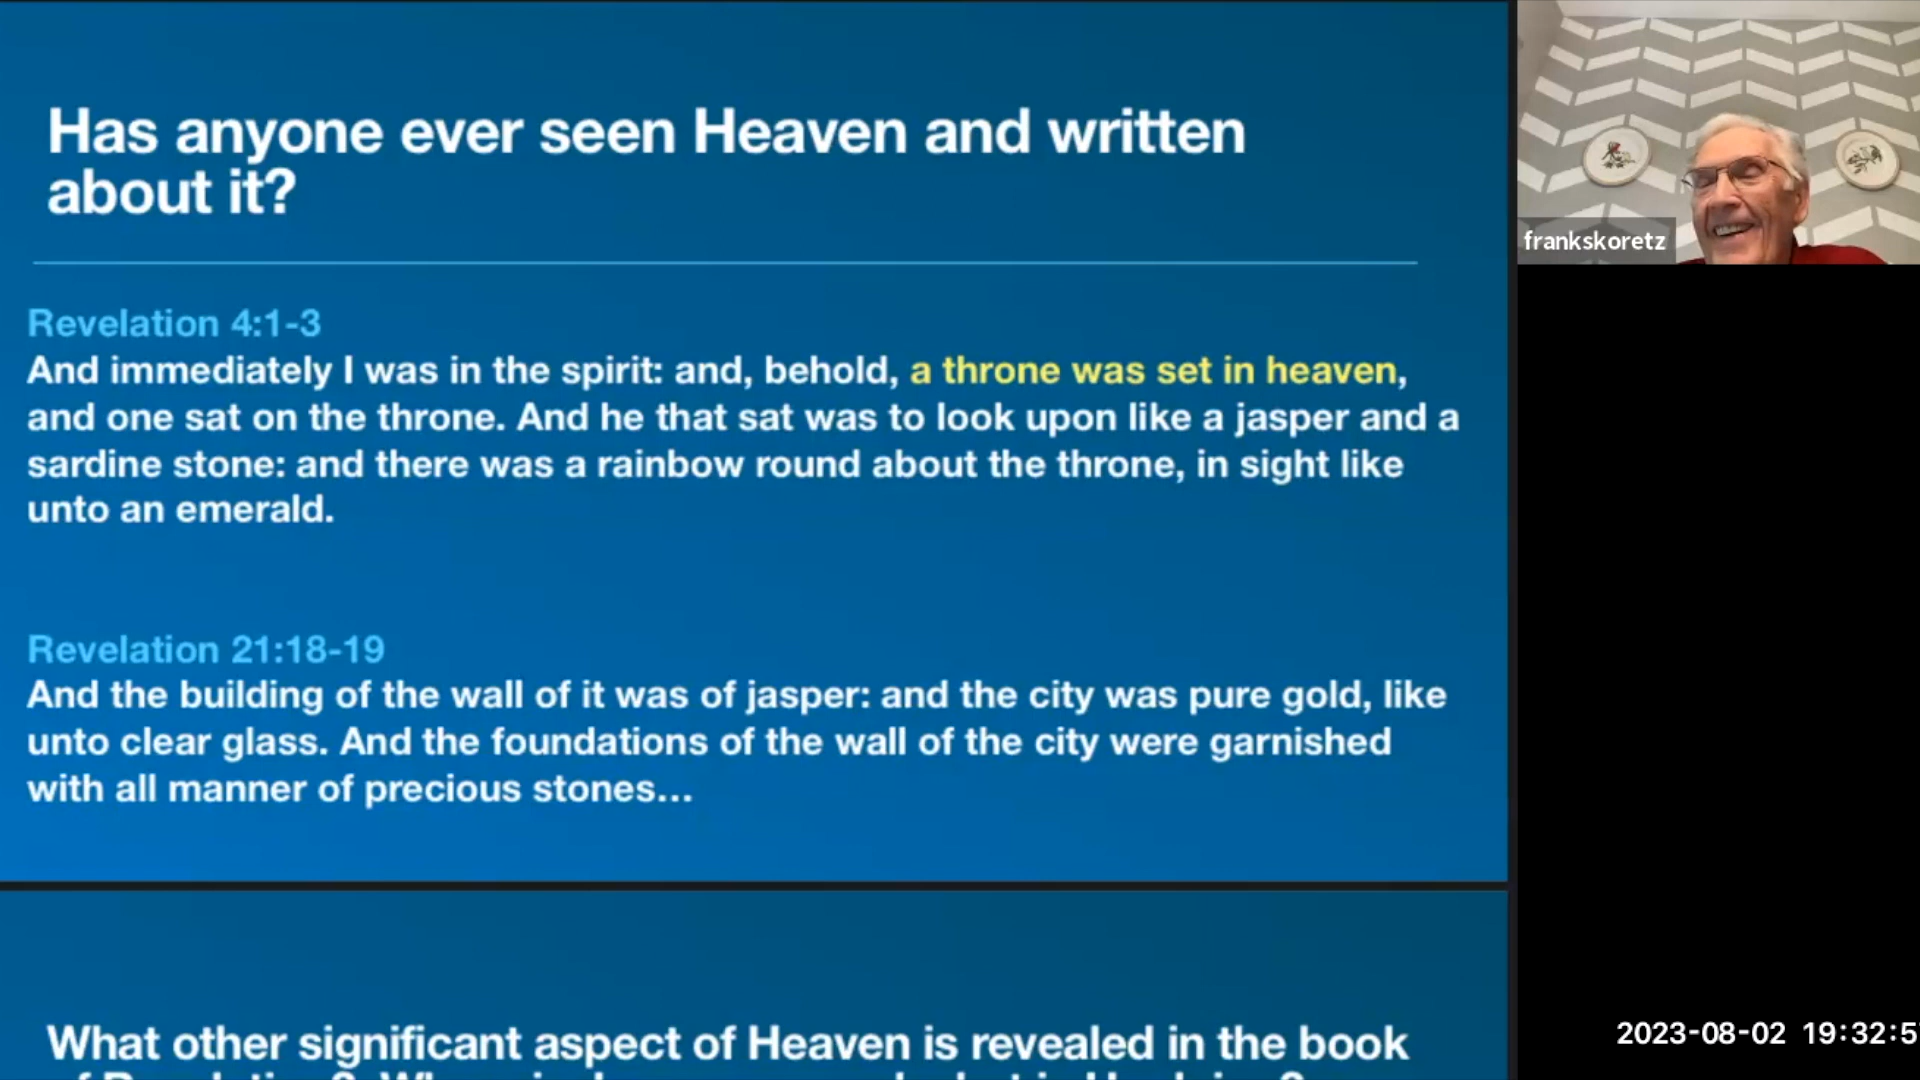 Has anyone ever seen Heaven and written
about it?
Revelation 4:1-3
And immediately I was in the spirit: and, behold, a throne was set in heaven,
and one sat on the throne. And he that sat was to look upon like a jasper and a
sardine stone: and there was a rainbow round about the throne, in sight like
unto an emerald.
Revelation 21:18-19
And the building of the wall of it was of jasper: and the city was pure gold, like
unto clear glass. And the foundations of the wall of the city were garnished
with all manner of precious stones...
What other significant aspect of Heaven is revealed in the book
frankskoretz
2023-08-02 19:32:5